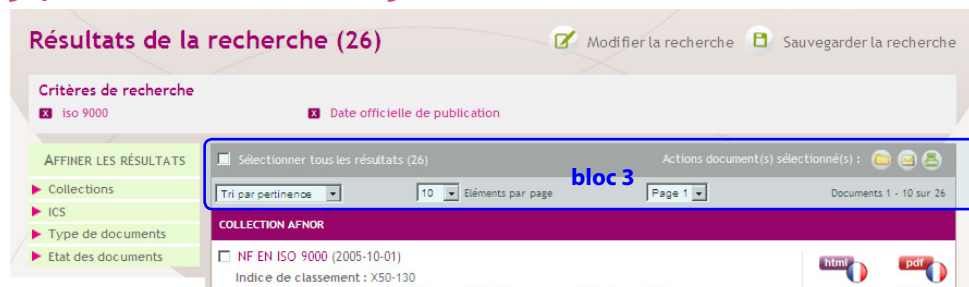 Résultats de la recherche (26)
Modifier la recherche
Sauvegarder la recherche
Critères de recherche
iso 9000
Date officielle de publication
AFFINER LES RÉSULTATS
Collections
ICS
Type de documents
Etat des documents
Sélectionner tous les résultats (26)
Actions document(s) sélectionné(s) :
bloc 3
Tri par pertinence
10 Eléments par page
Page 1
Documents 1 - 10 sur 26
COLLECTION AFNOR
NF EN ISO 9000 (2005-10-01)
Indice de classement : X50-130
html
pdf